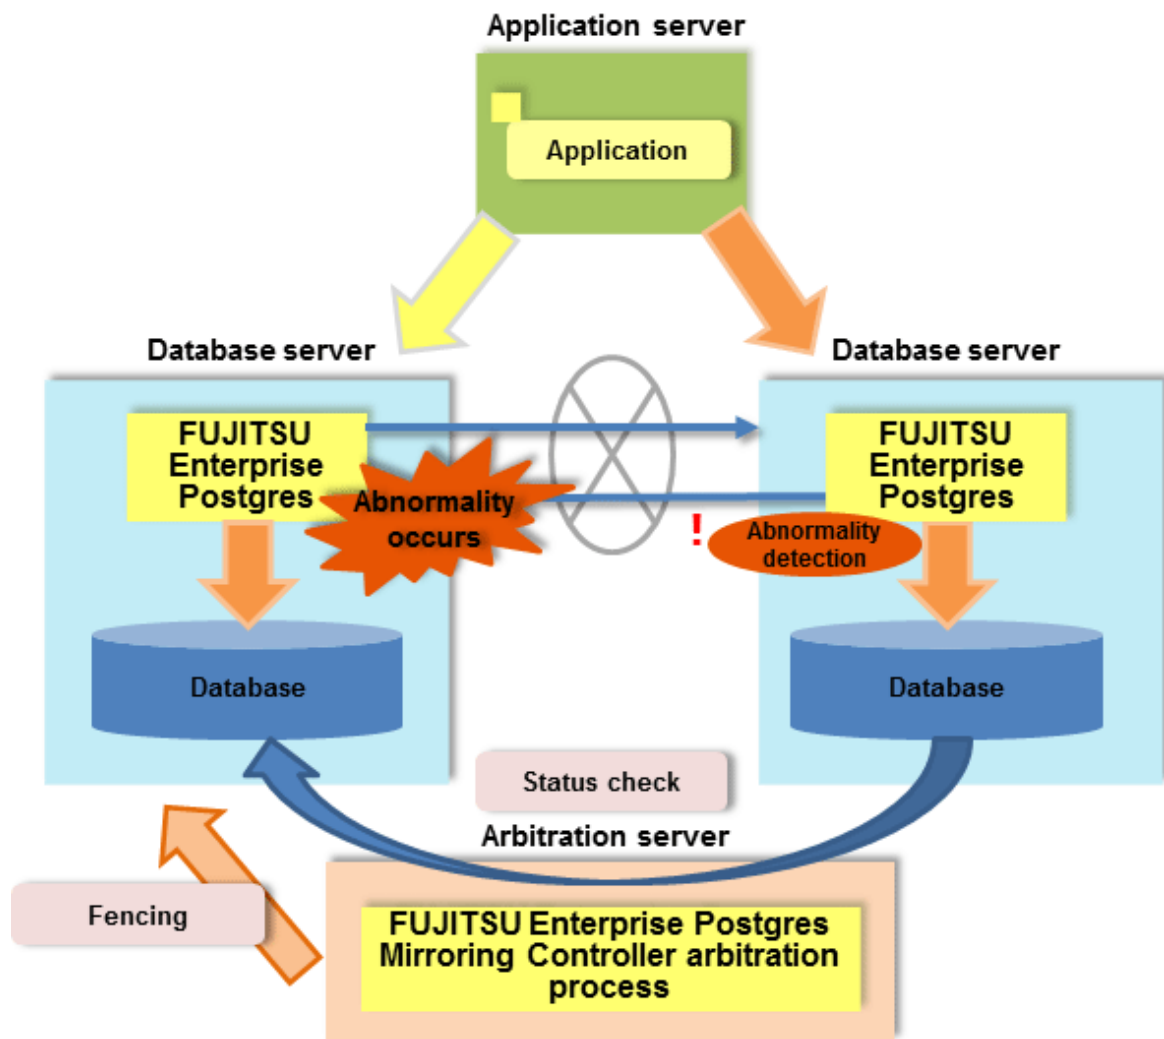 Application server
Application
Database server
Database server
FUJITSU
Enterprise
Postgres
Abnormality
occurs
!
Abnormality
detection
FUJITSU
Enterprise
Postgres
Database
Database
Status check
Arbitration server
Fencing
FUJITSU Enterprise Postgres
Mirroring Controller arbitration
process